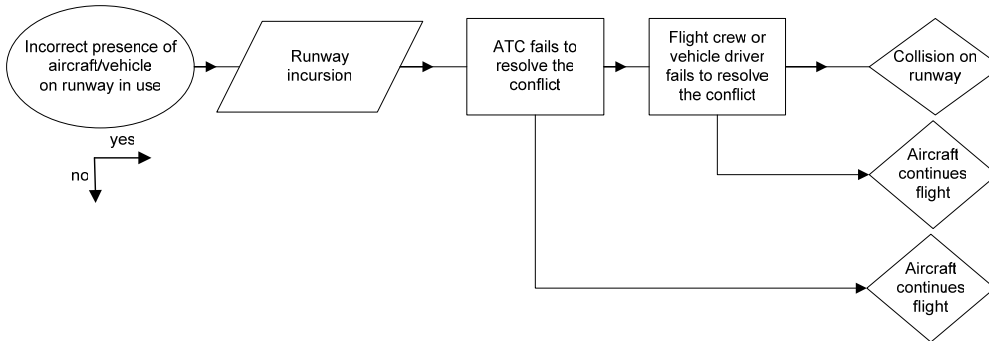 Incorrect presence of
aircraft/vehicle
on runway in use
Runway
incursion
ATC fails to
resolve the
conflict
Flight crew or
vehicle driver
fails to resolve
the conflict
Collision on
runway
yes
no
Aircraft
continues
flight
Aircraft
continues
flight